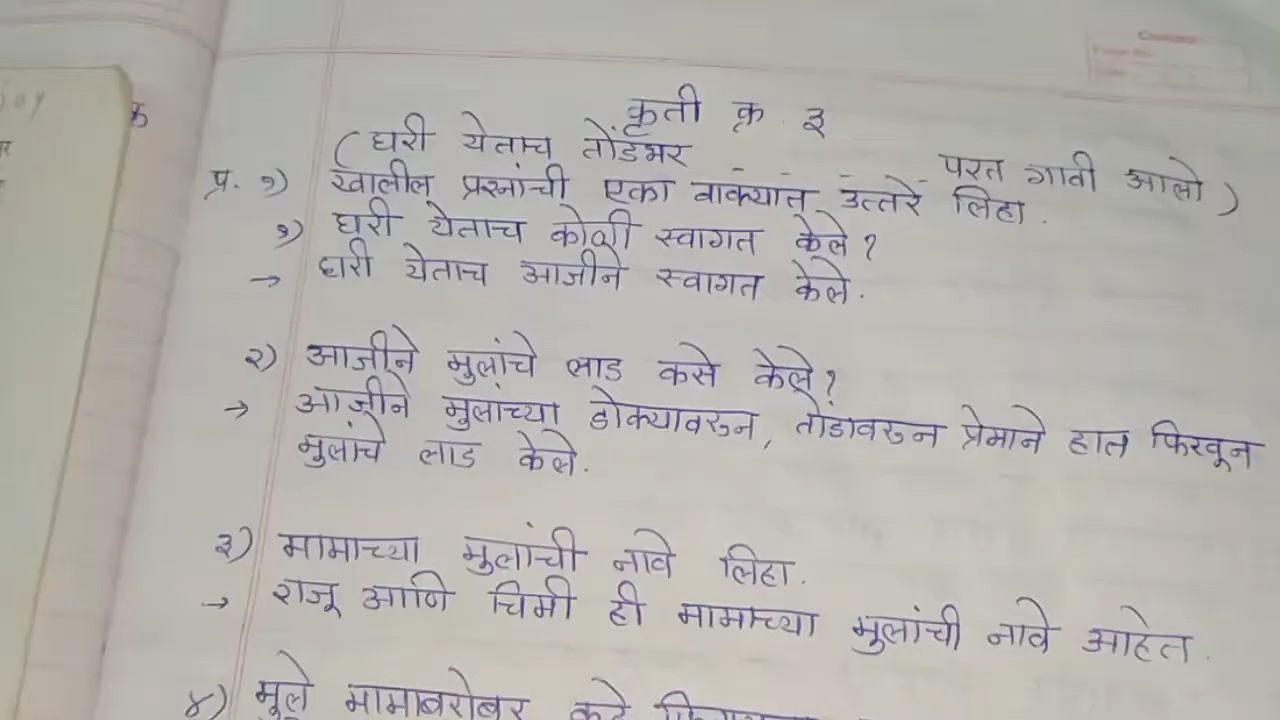 कृती क्र. ३
(घरी येताच तोंडभर परत गावी आलो)
प्र. १) खालील प्रश्नांची एका वाक्यात उत्तरे लिहा.
१) घरी येताच कोणी स्वागत केले?
→ घरी येताच आजीने स्वागत केले.
२) आजीने मुलांचे लाड कसे केले?
→ आजीने मुलांच्या डोक्यावरुन, तोंडावरुन प्रेमाने हात फिरवून
मुलांचे लाड केले.
३) मामाच्या मुलांची नावे लिहा.
→ राजू आणि चिमी ही मामाच्या मुलांची नावे आहेत.
४) मुले मामाबरोबर कुठे